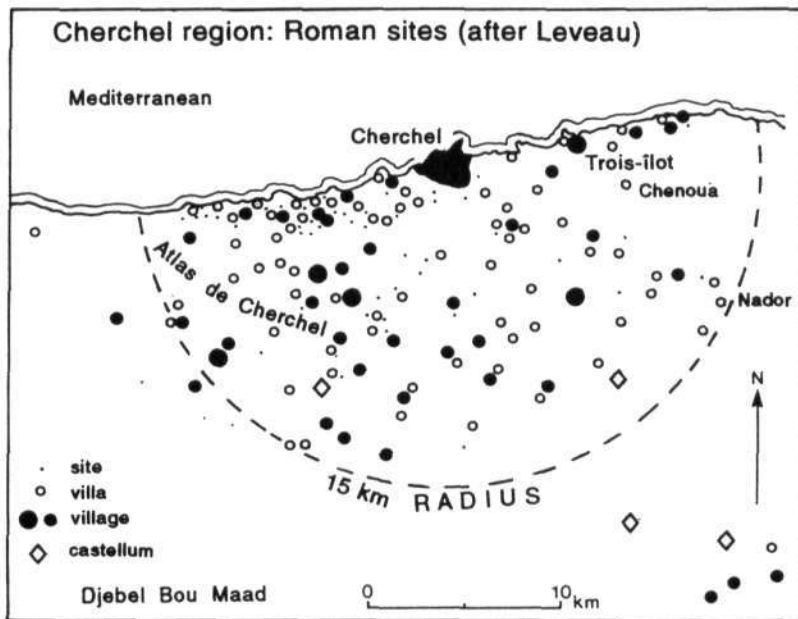 Cherchel region: Roman sites (after Leveau)
Mediterranean
Cherchel
Trois-îlot
Chenoua
Atlas de Cherchel
Nador
N
15 km RADIUS
site
villa
village
castellum
Djebel Bou Maad
0 10 km